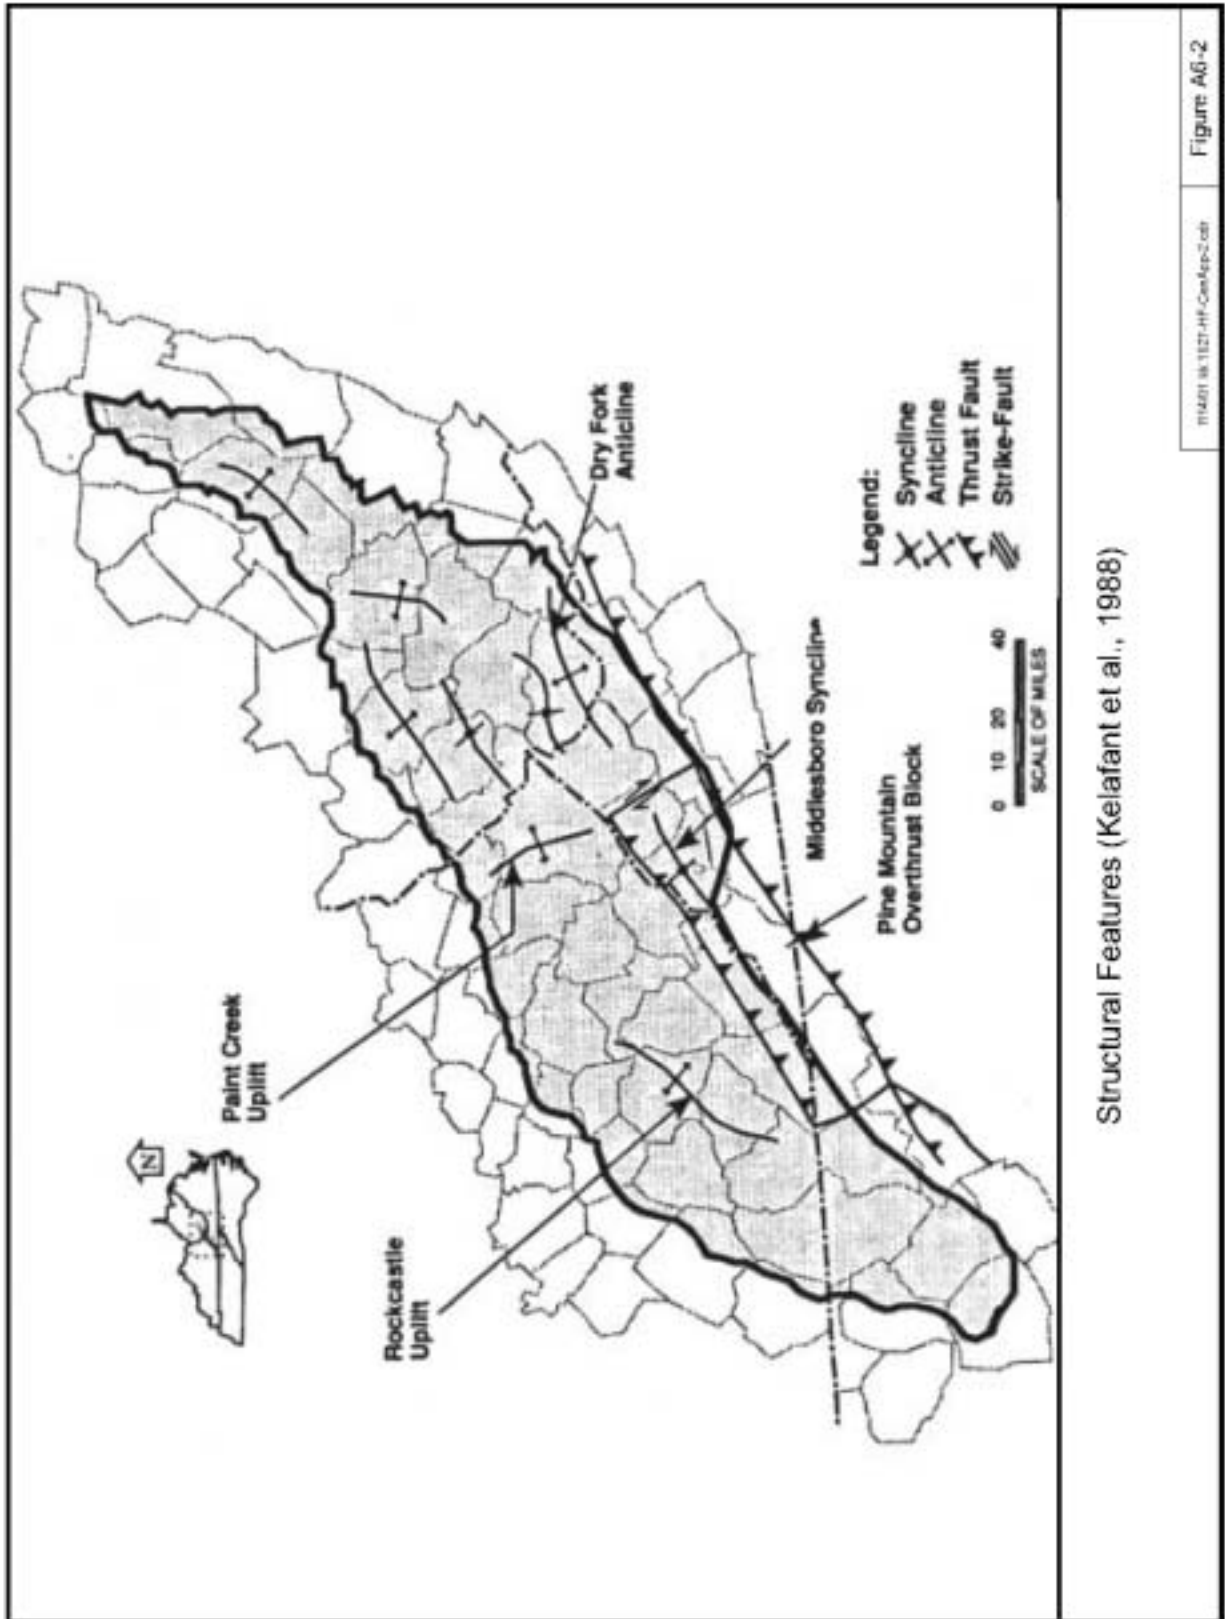 N
Paint Creek
Uplift
Rockcastle
Uplift
Dry Fork
Anticline
Middlesboro Syncline
Pine Mountain
Overthrust Block
Legend:
Syncline
Anticline
Thrust Fault
Strike-Fault
0 10 20 40
SCALE OF MILES
Structural Features (Kelafant et al., 1988)
Figure A6-2